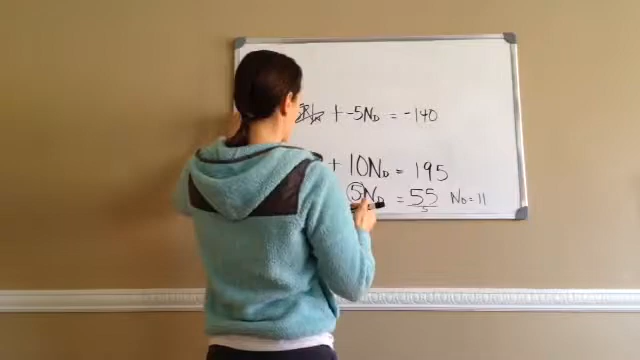 + -5N_D = -140
+ 10N_D = 195
5N_D = 55
5
N_D = 11